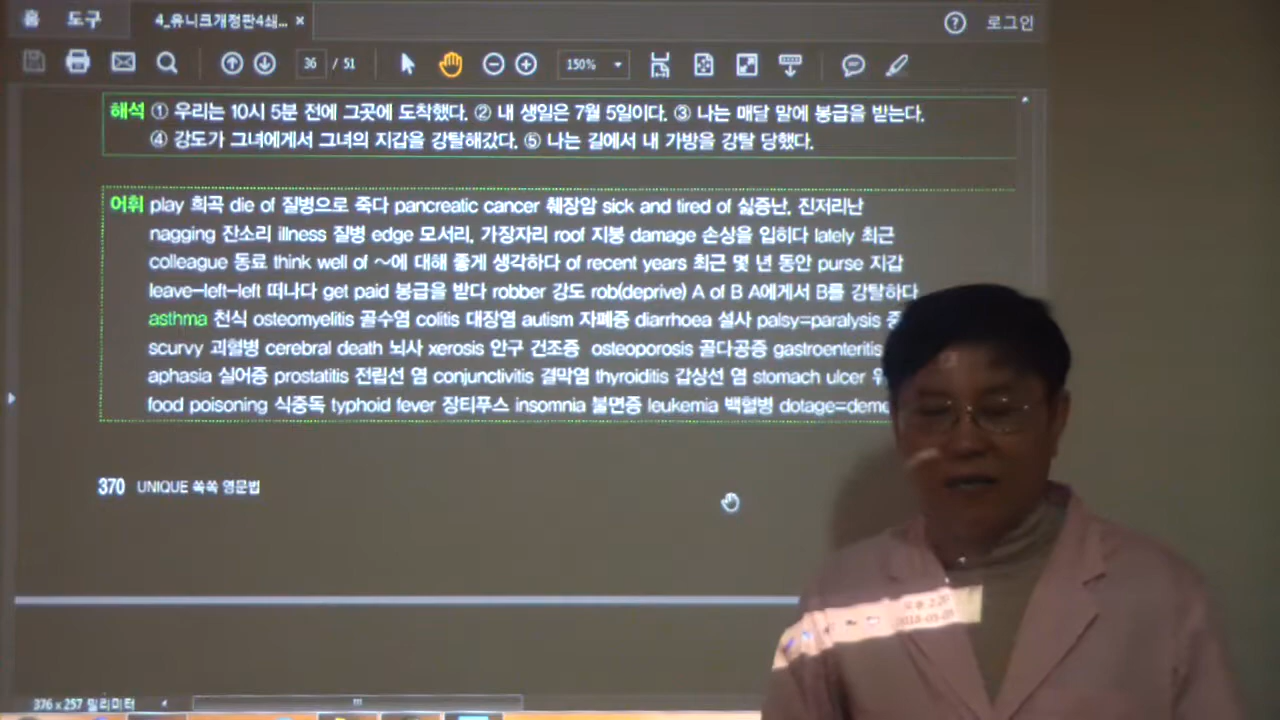 홈 도구 4_유니크개정판4쇄... × ? 로그인
36 / 51 150%
해석 ① 우리는 10시 5분 전에 그곳에 도착했다. ② 내 생일은 7월 5일이다. ③ 나는 매달 말에 봉급을 받는다.
④ 강도가 그녀에게서 그녀의 지갑을 강탈해갔다. ⑤ 나는 길에서 내 가방을 강탈 당했다.
어휘 play 희곡 die of 질병으로 죽다 pancreatic cancer 췌장암 sick and tired of 싫증난, 진저리난
nagging 잔소리 illness 질병 edge 모서리, 가장자리 roof 지붕 damage 손상을 입히다 lately 최근
colleague 동료 think well of ~에 대해 좋게 생각하다 of recent years 최근 몇 년 동안 purse 지갑
leave-left-left 떠나다 get paid 봉급을 받다 robber 강도 rob(deprive) A of B A에게서 B를 강탈하다
asthma 천식 osteomyelitis 골수염 colitis 대장염 autism 자폐증 diarrhoea 설사 palsy=paralysis
scurvy 괴혈병 cerebral death 뇌사 xerosis 안구 건조증 osteoporosis 골다공증 gastroenteritis
aphasia 실어증 prostatitis 전립선 염 conjunctivitis 결막염 thyroiditis 갑상선 염 stomach ulcer
food poisoning 식중독 typhoid fever 장티푸스 insomnia 불면증 leukemia 백혈병
370 UNIQUE 쏙쏙 영문법
376 x 257 밀리미터